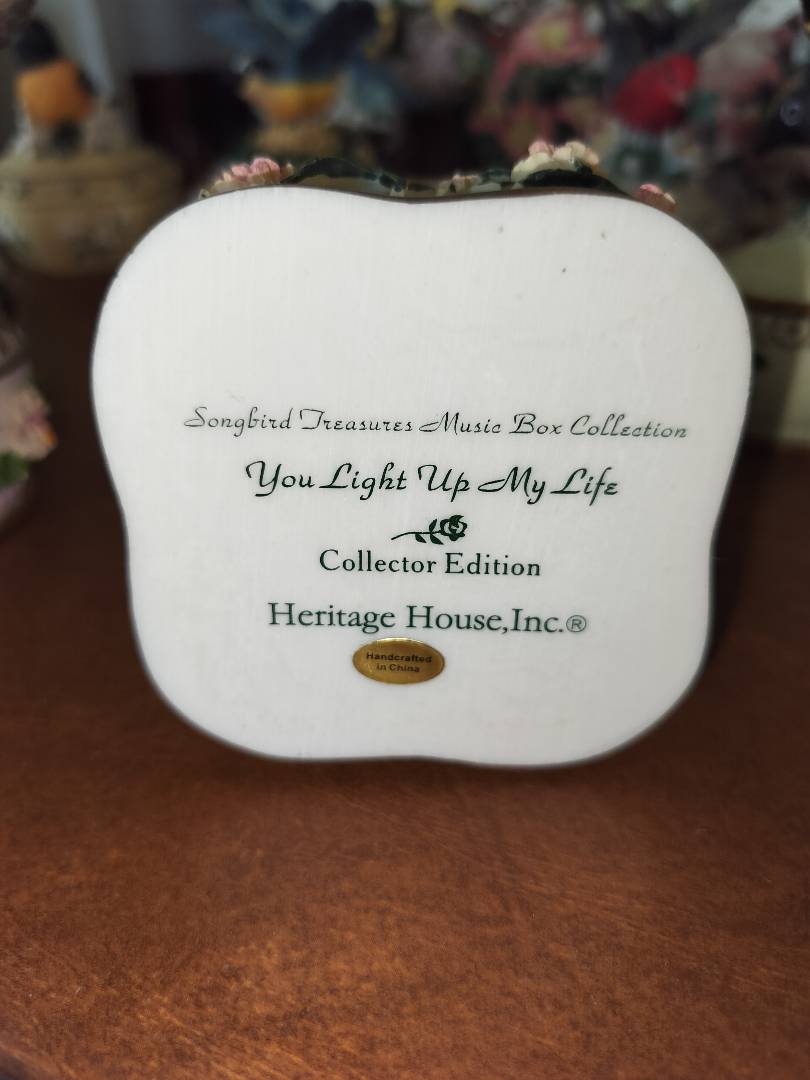 Songbird Treasures Music Box Collection
You Light Up My Life
Collector Edition
Heritage House,Inc.®
Handcrafted
in China